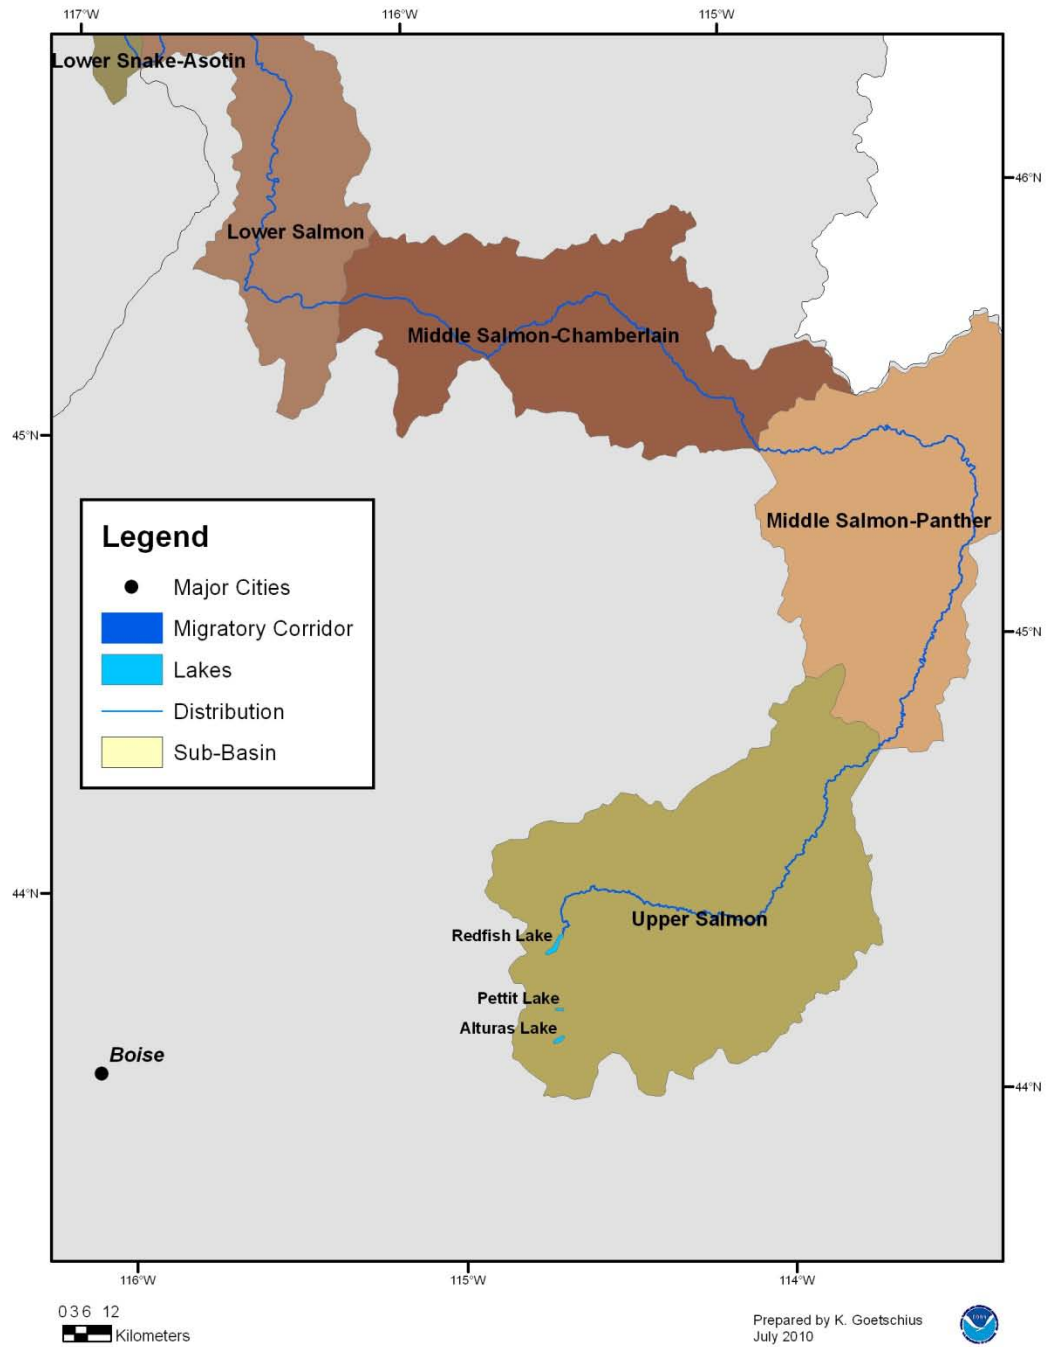 117°W 116°W 115°W
Lower Snake-Asotin
46°N
Lower Salmon
Middle Salmon-Chamberlain
45°N
Middle Salmon-Panther
Legend
Major Cities
Migratory Corridor
Lakes
Distribution
Sub-Basin
45°N
44°N
Upper Salmon
Redfish Lake
Pettit Lake
Alturas Lake
Boise
44°N
116°W 115°W 114°W
0 3 6 12
Kilometers
Prepared by K. Goetschius
July 2010